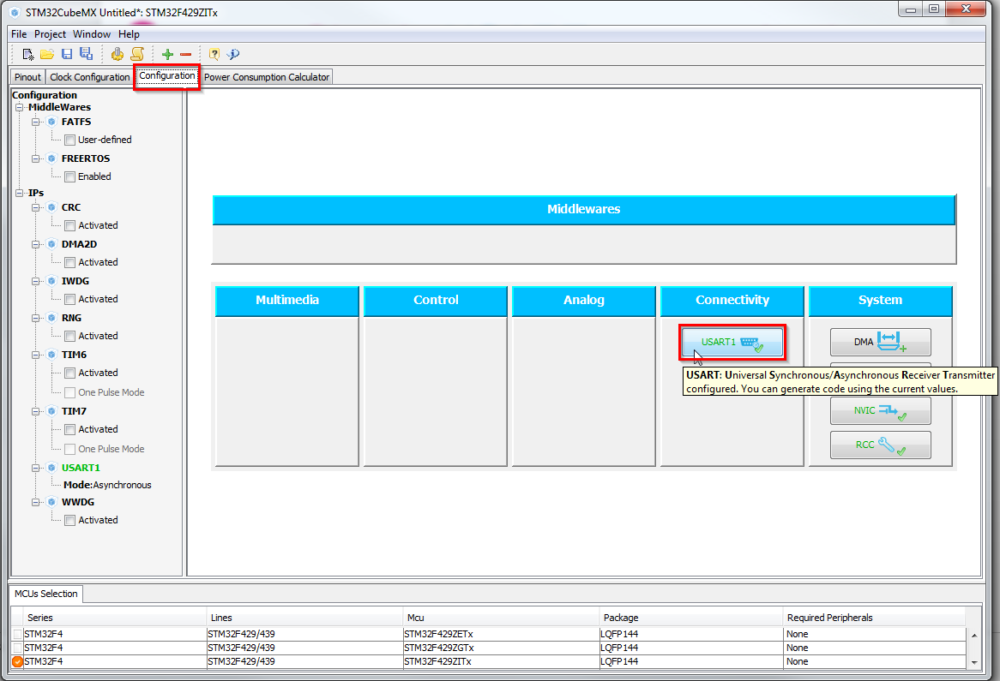 STM32CubeMX Untitled*: STM32F429ZITx
File Project Window Help
Pinout Clock Configuration Configuration Power Consumption Calculator
Configuration
MiddleWares
FATFS
User-defined
FREERTOS
Enabled
IPs
CRC
Activated
DMA2D
Activated
IWDG
Activated
RNG
Activated
TIM6
Activated
One Pulse Mode
TIM7
Activated
One Pulse Mode
USART1
Mode:Asynchronous
WWDG
Activated
Middlewares
Multimedia Control Analog Connectivity System
USART1 DMA
USART: Universal Synchronous/Asynchronous Receiver Transmitter
configured. You can generate code using the current values.
NVIC
RCC
MCUs Selection
Series Lines Mcu Package Required Peripherals
STM32F4 STM32F429/439 STM32F429ZETx LQFP144 None
STM32F4 STM32F429/439 STM32F429ZGTx LQFP144 None
STM32F4 STM32F429/439 STM32F429ZITx LQFP144 None